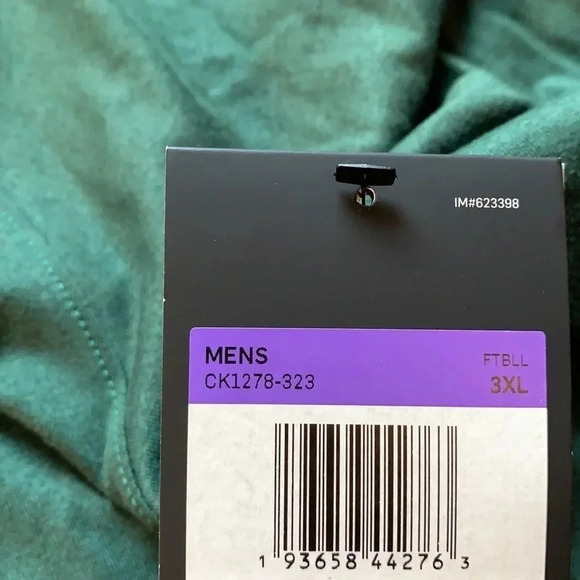 IM#623398
MENS FTBLL
CK1278-323 3XL
1 93658 44276 3